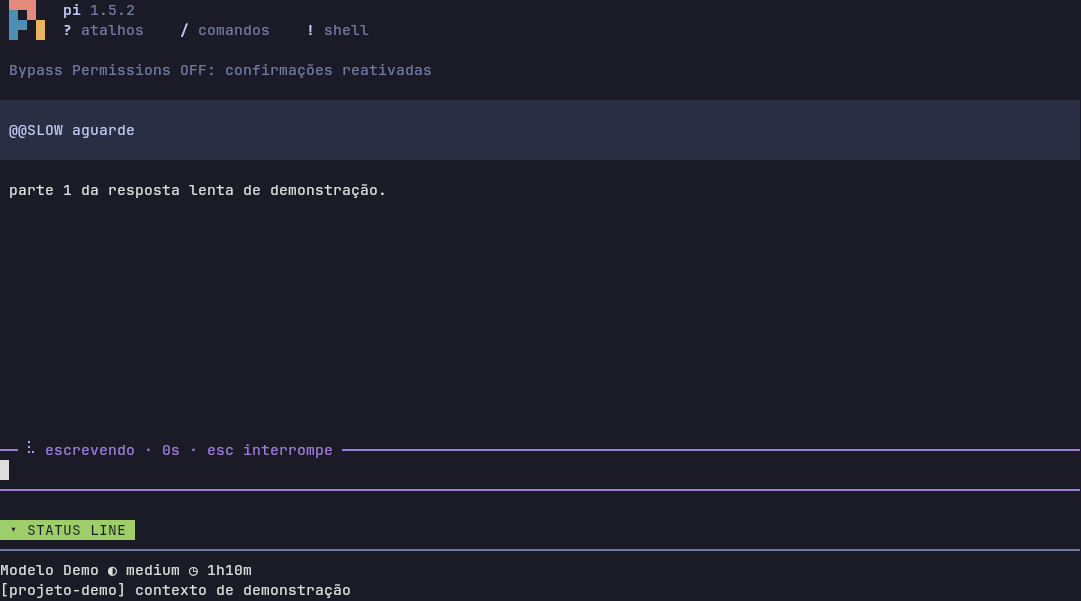 pi 1.5.2
? atalhos / comandos ! shell
Bypass Permissions OFF: confirmações reativadas
@@SLOW aguarde
parte 1 da resposta lenta de demonstração.
escrevendo · 0s · esc interrompe
▾ STATUS LINE
Modelo Demo ◐ medium ◷ 1h10m
[projeto-demo] contexto de demonstração